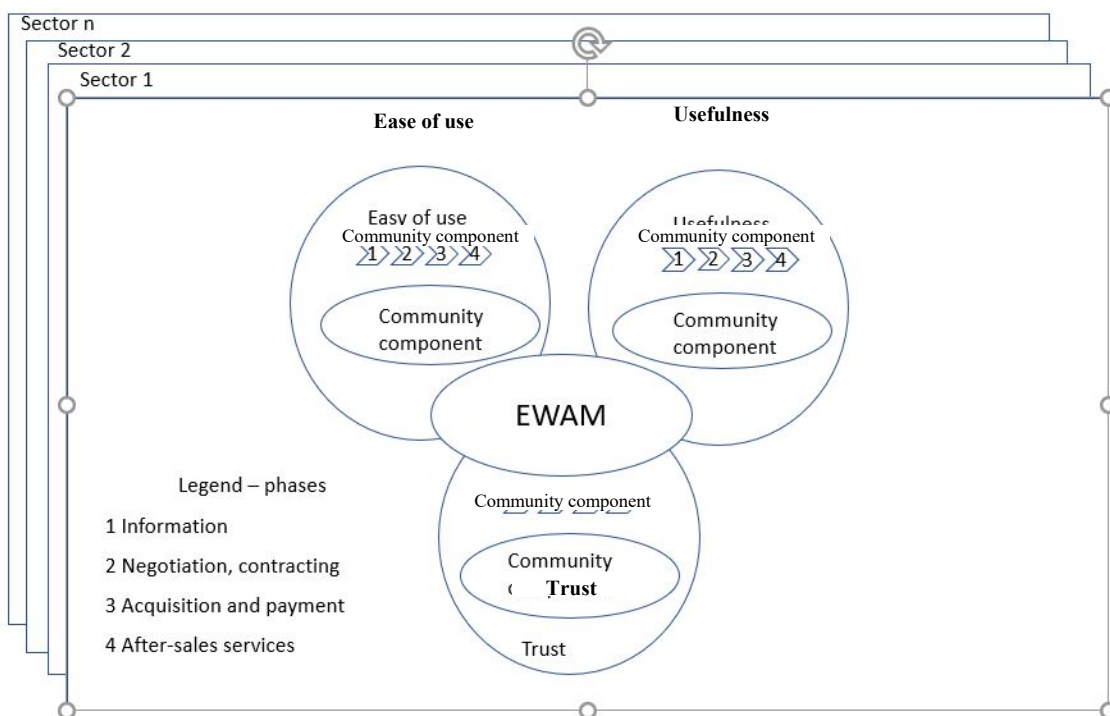 Sector n
Sector 2
Sector 1
Ease of use
Usefulness
Easy of use
Usefulness
Community component
Community component
1 2 3 4
1 2 3 4
Community
component
Community
component
EWAM
Legend – phases
Community component
1 Information
2 Negotiation, contracting
3 Acquisition and payment
4 After-sales services
Community
Trust
Trust